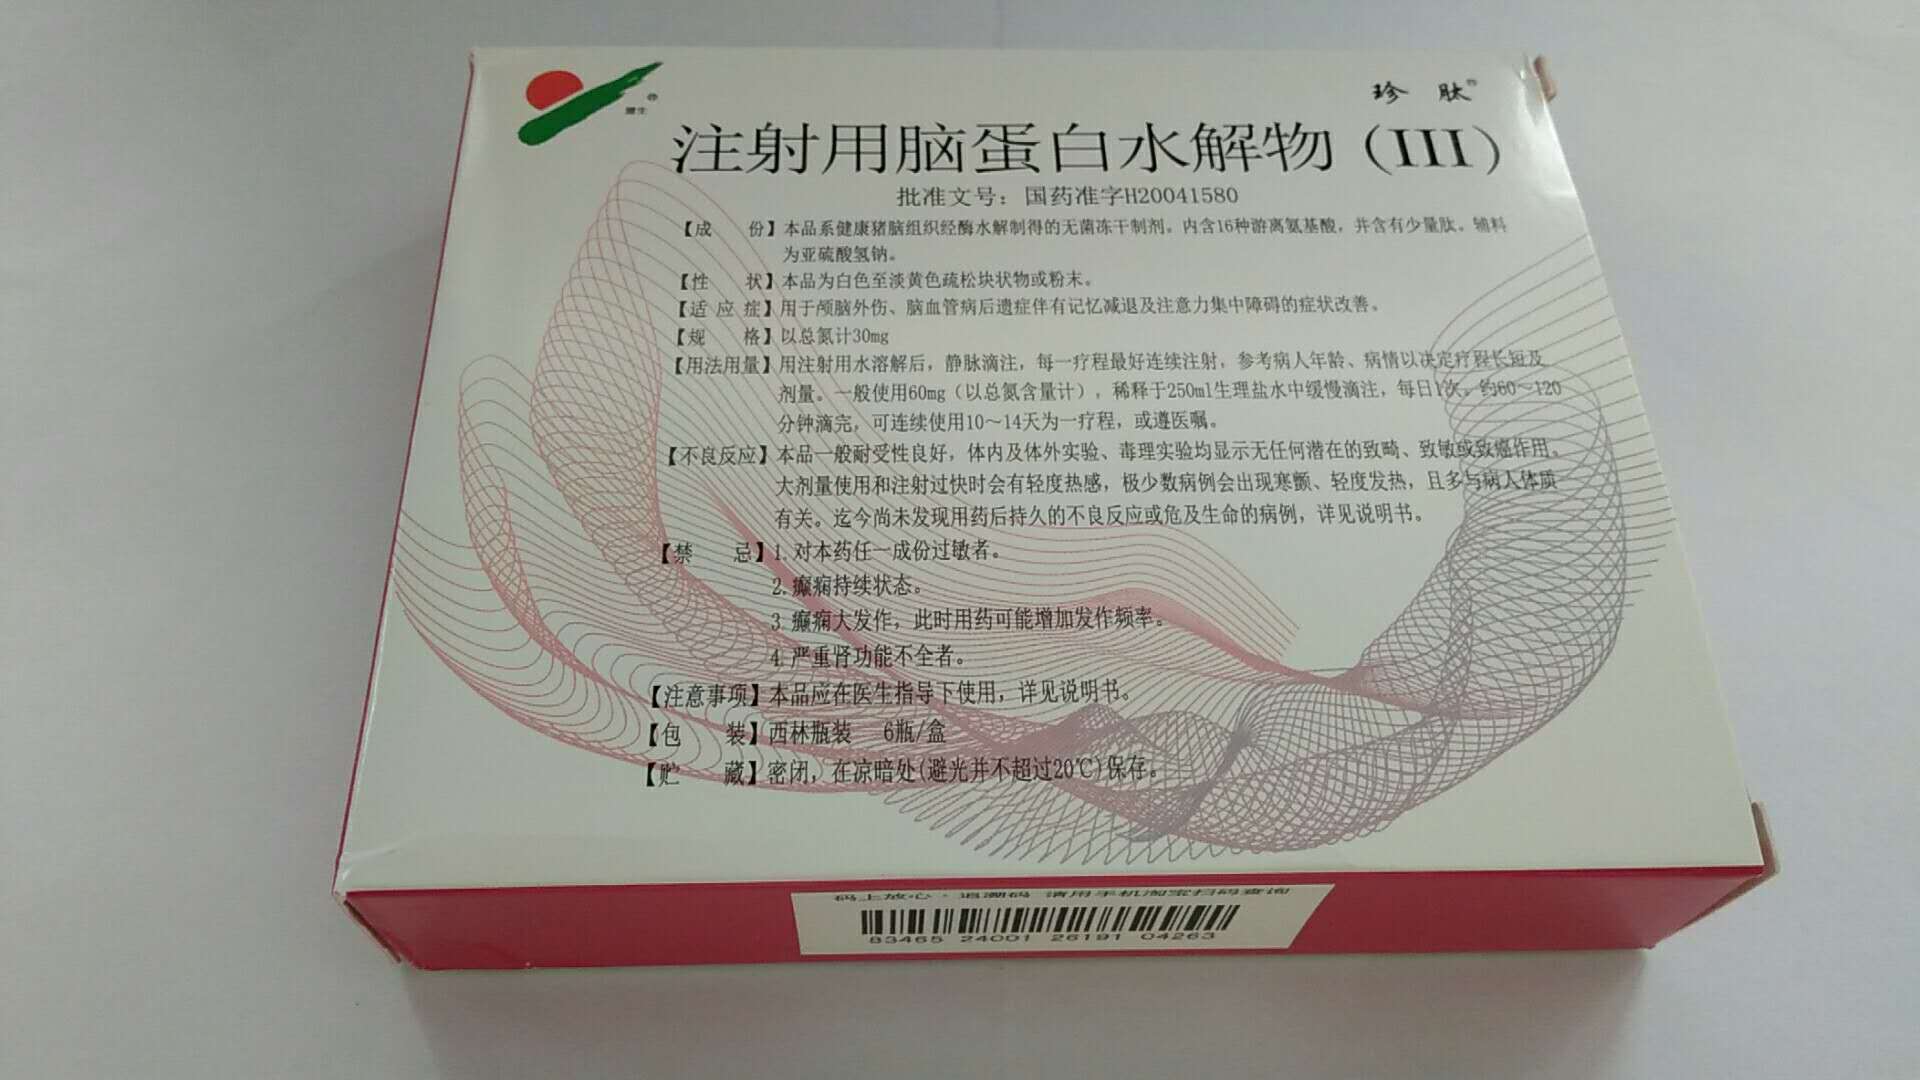 珍肽®
注射用脑蛋白水解物(III)
批准文号：国药准字H20041580
【成 份】本品系健康猪脑组织经酶水解制得的无菌冻干制剂。内含16种游离氨基酸，并含有少量肽。辅料
为亚硫酸氢钠。
【性 状】本品为白色至淡黄色疏松块状物或粉末。
【适应症】用于颅脑外伤、脑血管病后遗症伴有记忆减退及注意力集中障碍的症状改善。
【规 格】以总氮计30mg
【用法用量】用注射用水溶解后，静脉滴注，每一疗程最好连续注射，参考病人年龄、病情以决定疗程长短及
剂量。一般使用60mg（以总氮含量计），稀释于250ml生理盐水中缓慢滴注，每日1次，约60～120
分钟滴完，可连续使用10～14天为一疗程，或遵医嘱。
【不良反应】本品一般耐受性良好，体内及体外实验、毒理实验均显示无任何潜在的致畸、致敏或致癌作用。
大剂量使用和注射过快时会有轻度热感，极少数病例会出现寒颤、轻度发热，且多与病人体质
有关。迄今尚未发现用药后持久的不良反应或危及生命的病例，详见说明书。
【禁 忌】1.对本药任一成份过敏者。
2.癫痫持续状态。
3.癫痫大发作，此时用药可能增加发作频率。
4.严重肾功能不全者。
【注意事项】本品应在医生指导下使用，详见说明书。
【包 装】西林瓶装 6瓶/盒
【贮 藏】密闭，在凉暗处(避光并不超过20℃)保存。
码上放心·追溯码 请用手机淘宝扫码查询
83465 24001 26191 04263